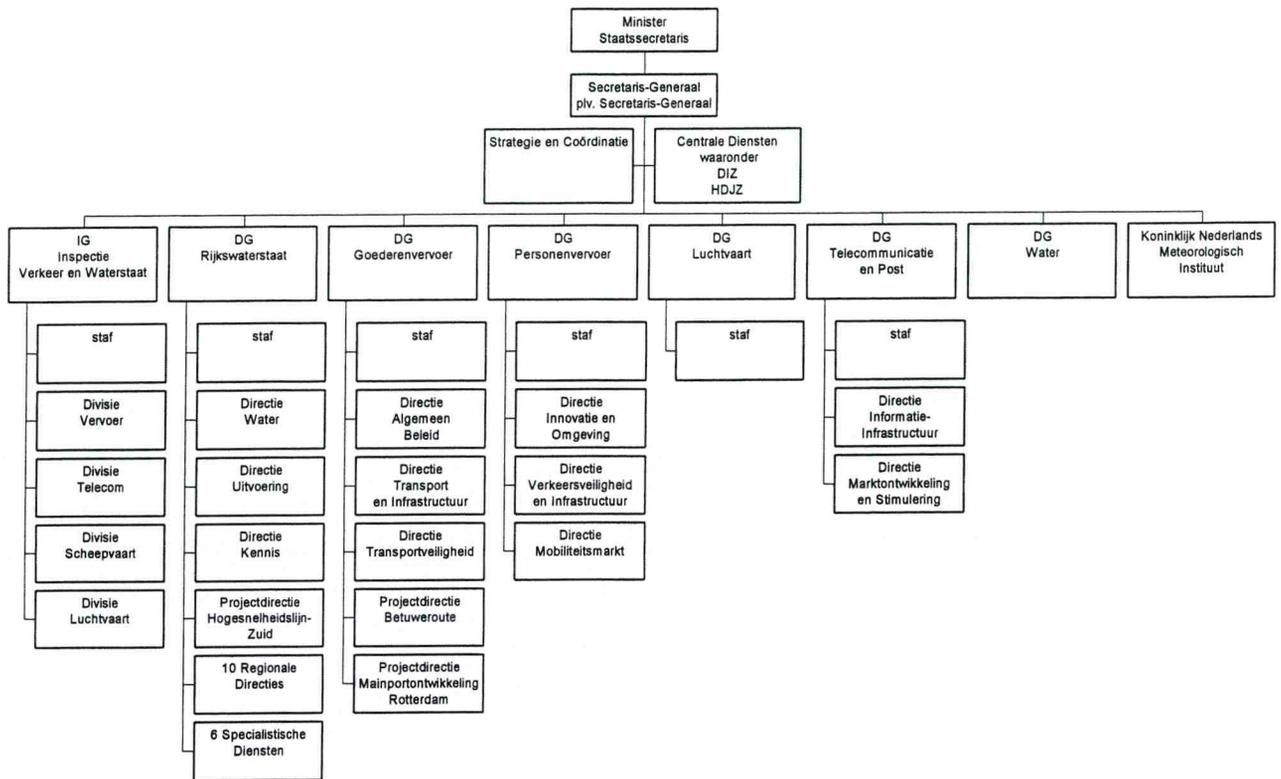 Minister
Staatssecretaris
Secretaris-Generaal
plv. Secretaris-Generaal
Strategie en Coördinatie
Centrale Diensten
waaronder
DIZ
HDJZ
IG
Inspectie
Verkeer en Waterstaat
staf
Divisie
Vervoer
Divisie
Telecom
Divisie
Scheepvaart
Divisie
Luchtvaart
DG
Rijkswaterstaat
staf
Directie
Water
Directie
Uitvoering
Directie
Kennis
Projectdirectie
Hogesnelheidslijn-
Zuid
10 Regionale
Directies
6 Specialistische
Diensten
DG
Goederenvervoer
staf
Directie
Algemeen
Beleid
Directie
Transport
en Infrastructuur
Directie
Transportveiligheid
Projectdirectie
Betuweroute
Projectdirectie
Mainportontwikkeling
Rotterdam
DG
Personenvervoer
staf
Directie
Innovatie en
Omgeving
Directie
Verkeersveiligheid
en Infrastructuur
Directie
Mobiliteitsmarkt
DG
Luchtvaart
staf
DG
Telecommunicatie
en Post
staf
Directie
Informatie-
Infrastructuur
Directie
Marktontwikkeling
en Stimulering
DG
Water
Koninklijk Nederlands
Meteorologisch
Instituut